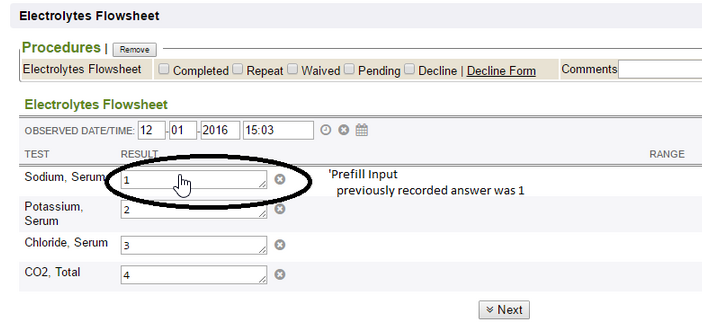 Electrolytes Flowsheet
Procedures | Remove
Electrolytes Flowsheet Completed Repeat Waived Pending Decline | Decline Form Comments
Electrolytes Flowsheet
OBSERVED DATE/TIME: 12 -01 -2016 15:03
TEST RESULT RANGE
Sodium, Serum 1 'Prefill Input
previously recorded answer was 1
Potassium, 2
Serum
Chloride, Serum 3
CO2, Total 4
Next